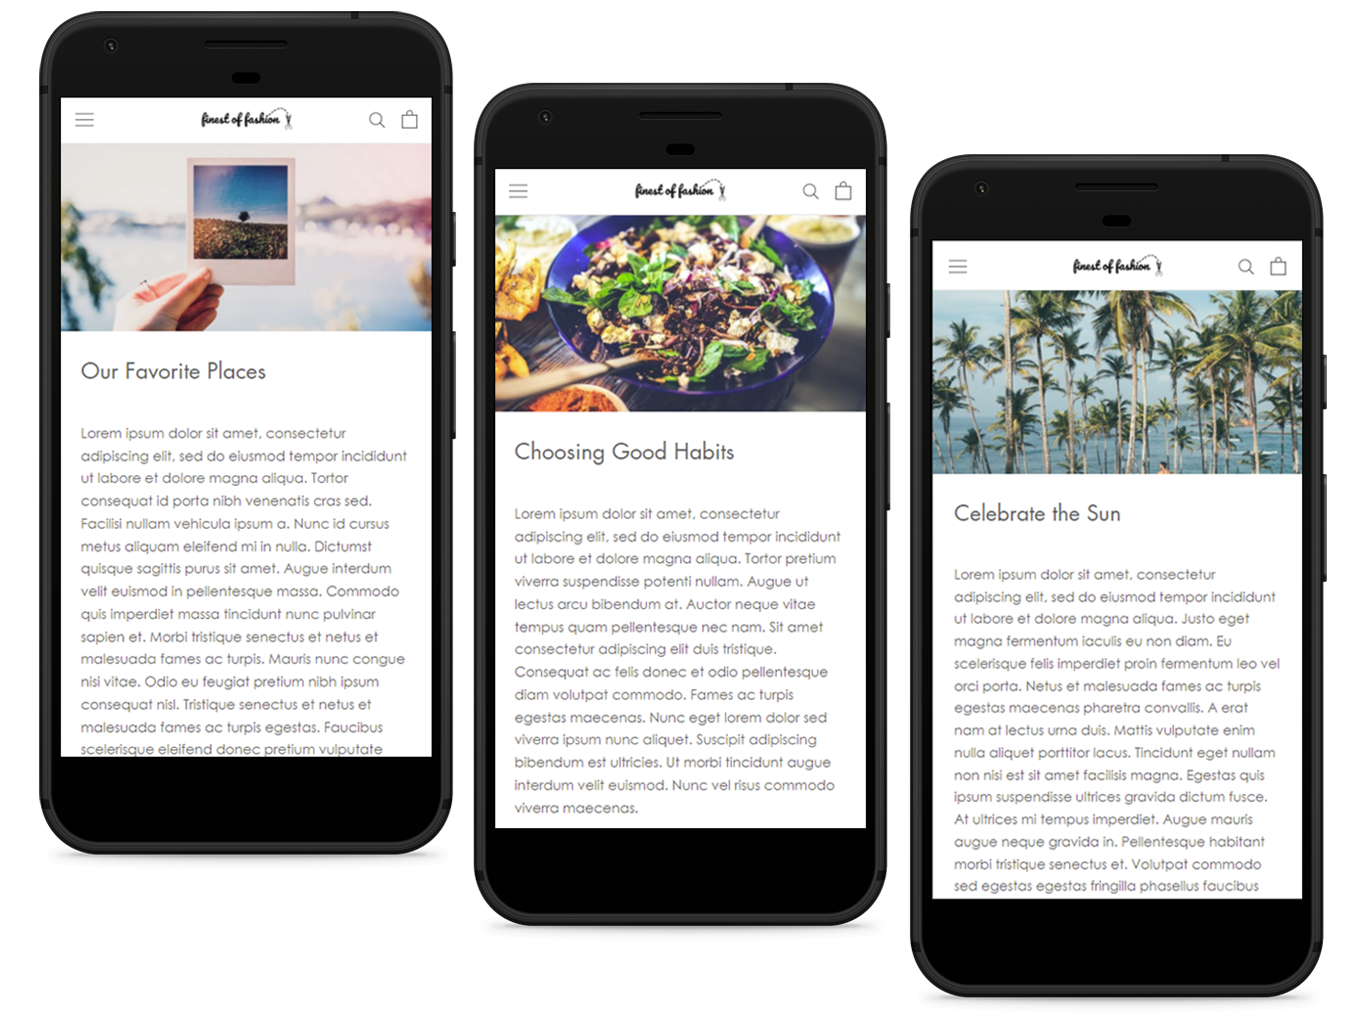 finest of fashion
Our Favorite Places
Lorem ipsum dolor sit amet, consectetur
adipiscing elit, sed do eiusmod tempor incididunt
ut labore et dolore magna aliqua. Tortor
consequat id porta nibh venenatis cras sed.
Facilisi nullam vehicula ipsum a. Nunc id cursus
metus aliquam eleifend mi in nulla. Dictumst
quisque sagittis purus sit amet. Augue interdum
velit euismod in pellentesque massa. Commodo
quis imperdiet massa tincidunt nunc pulvinar
sapien et. Morbi tristique senectus et netus et
malesuada fames ac turpis. Mauris nunc congue
nisi vitae. Odio eu feugiat pretium nibh ipsum
consequat nisl. Tristique senectus et netus et
malesuada fames ac turpis egestas. Faucibus
scelerisque eleifend donec pretium vulputate
finest of fashion
Choosing Good Habits
Lorem ipsum dolor sit amet, consectetur
adipiscing elit, sed do eiusmod tempor incididunt
ut labore et dolore magna aliqua. Tortor pretium
viverra suspendisse potenti nullam. Augue ut
lectus arcu bibendum at. Auctor neque vitae
tempus quam pellentesque nec nam. Sit amet
consectetur adipiscing elit duis tristique.
Consequat ac felis donec et odio pellentesque
diam volutpat commodo. Fames ac turpis
egestas maecenas. Nunc eget lorem dolor sed
viverra ipsum nunc aliquet. Suscipit adipiscing
bibendum est ultricies. Ut morbi tincidunt augue
interdum velit euismod. Nunc vel risus commodo
viverra maecenas.
finest of fashion
Celebrate the Sun
Lorem ipsum dolor sit amet, consectetur
adipiscing elit, sed do eiusmod tempor incididunt
ut labore et dolore magna aliqua. Justo eget
magna fermentum iaculis eu non diam. Eu
scelerisque felis imperdiet proin fermentum leo vel
orci porta. Netus et malesuada fames ac turpis
egestas maecenas pharetra convallis. A erat
nam at lectus urna duis. Mattis vulputate enim
nulla aliquet porttitor lacus. Tincidunt eget nullam
non nisi est sit amet facilisis magna. Egestas quis
ipsum suspendisse ultrices gravida dictum fusce.
At ultrices mi tempus imperdiet. Augue mauris
augue neque gravida in. Pellentesque habitant
morbi tristique senectus et. Volutpat commodo
sed egestas egestas fringilla phasellus faucibus